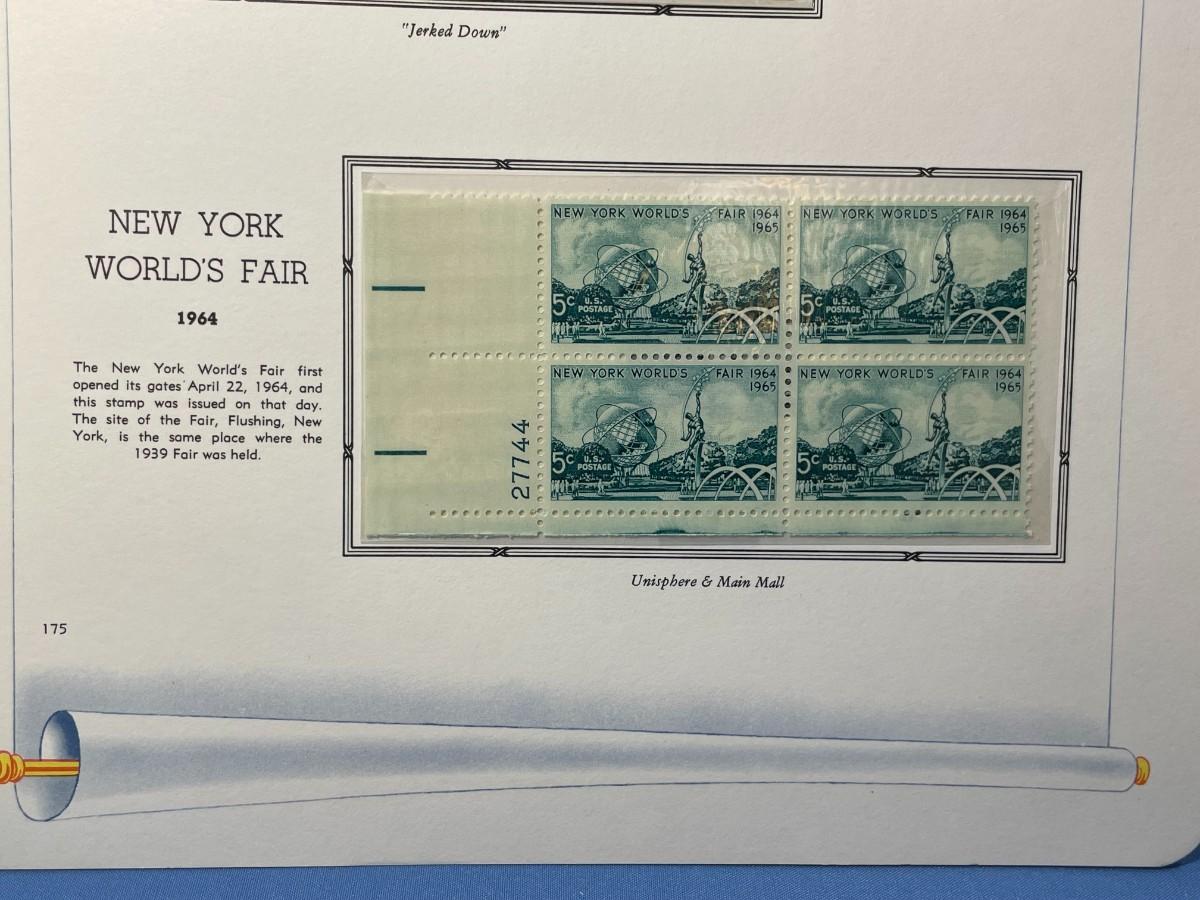 "Jerked Down"
NEW YORK
WORLD'S FAIR
1964
The New York World's Fair first
opened its gates April 22, 1964, and
this stamp was issued on that day.
The site of the Fair, Flushing, New
York, is the same place where the
1939 Fair was held.
NEW YORK WORLD'S FAIR 1964
1965
5c U.S.
POSTAGE
NEW YORK WORLD'S FAIR 1964
1965
5c U.S.
POSTAGE
27744
NEW YORK WORLD'S FAIR 1964
1965
5c U.S.
POSTAGE
NEW YORK WORLD'S FAIR 1964
1965
5c U.S.
POSTAGE
Unisphere & Main Mall
175